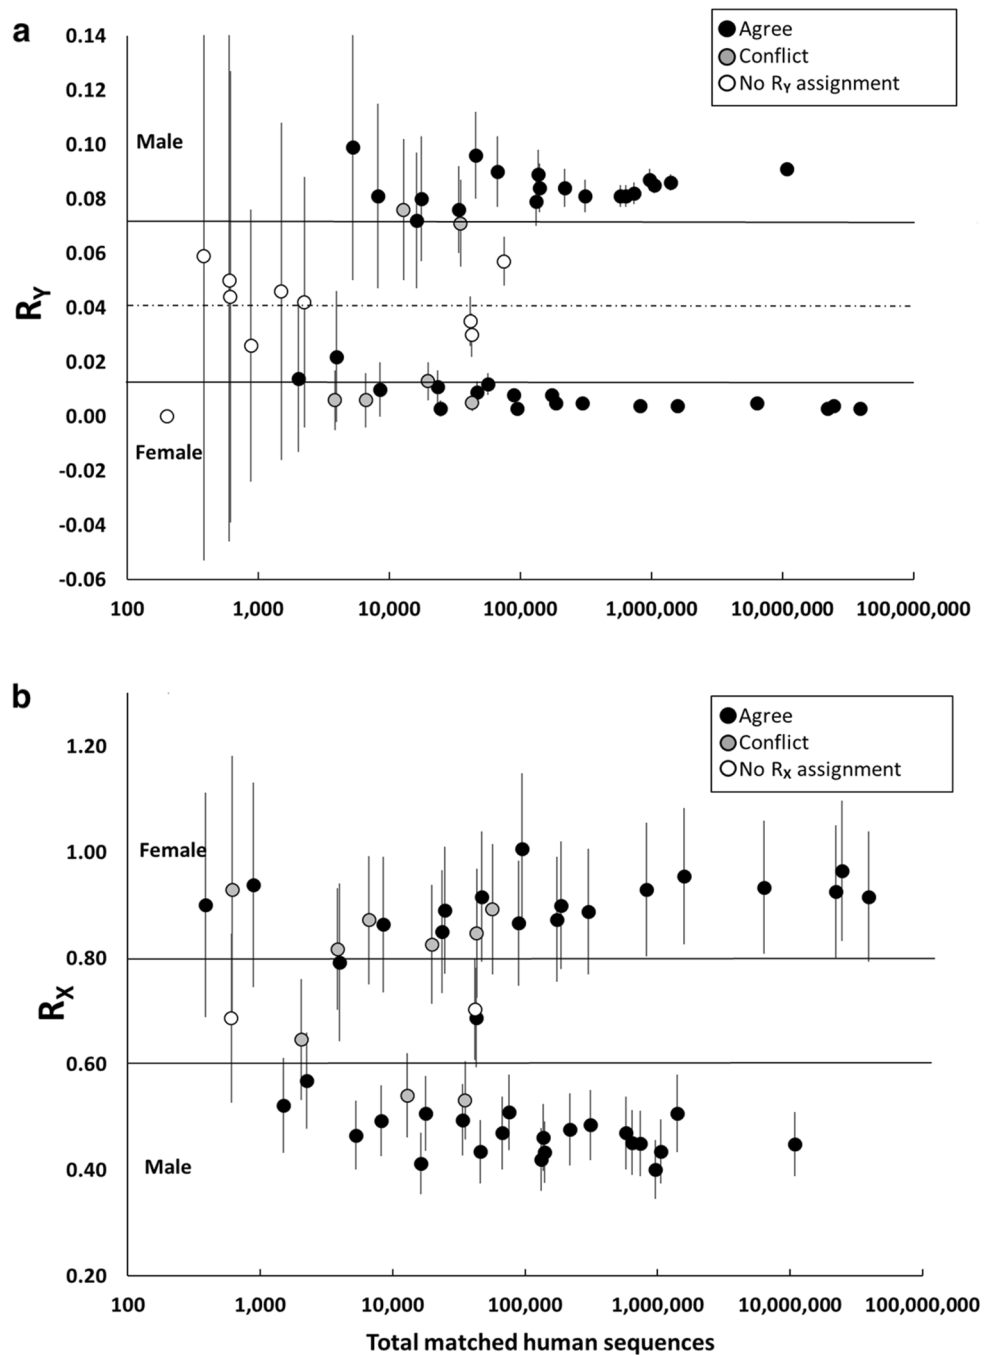 a
Agree
Conflict
No RY assignment
0.14
0.12
0.10
0.08
0.06
0.04
0.02
0.00
-0.02
-0.04
-0.06
RY
Male
Female
100 1,000 10,000 100,000 1,000,000 10,000,000 100,000,000
b
Agree
Conflict
No RX assignment
1.20
1.00
0.80
0.60
0.40
0.20
RX
Female
Male
100 1,000 10,000 100,000 1,000,000 10,000,000 100,000,000
Total matched human sequences